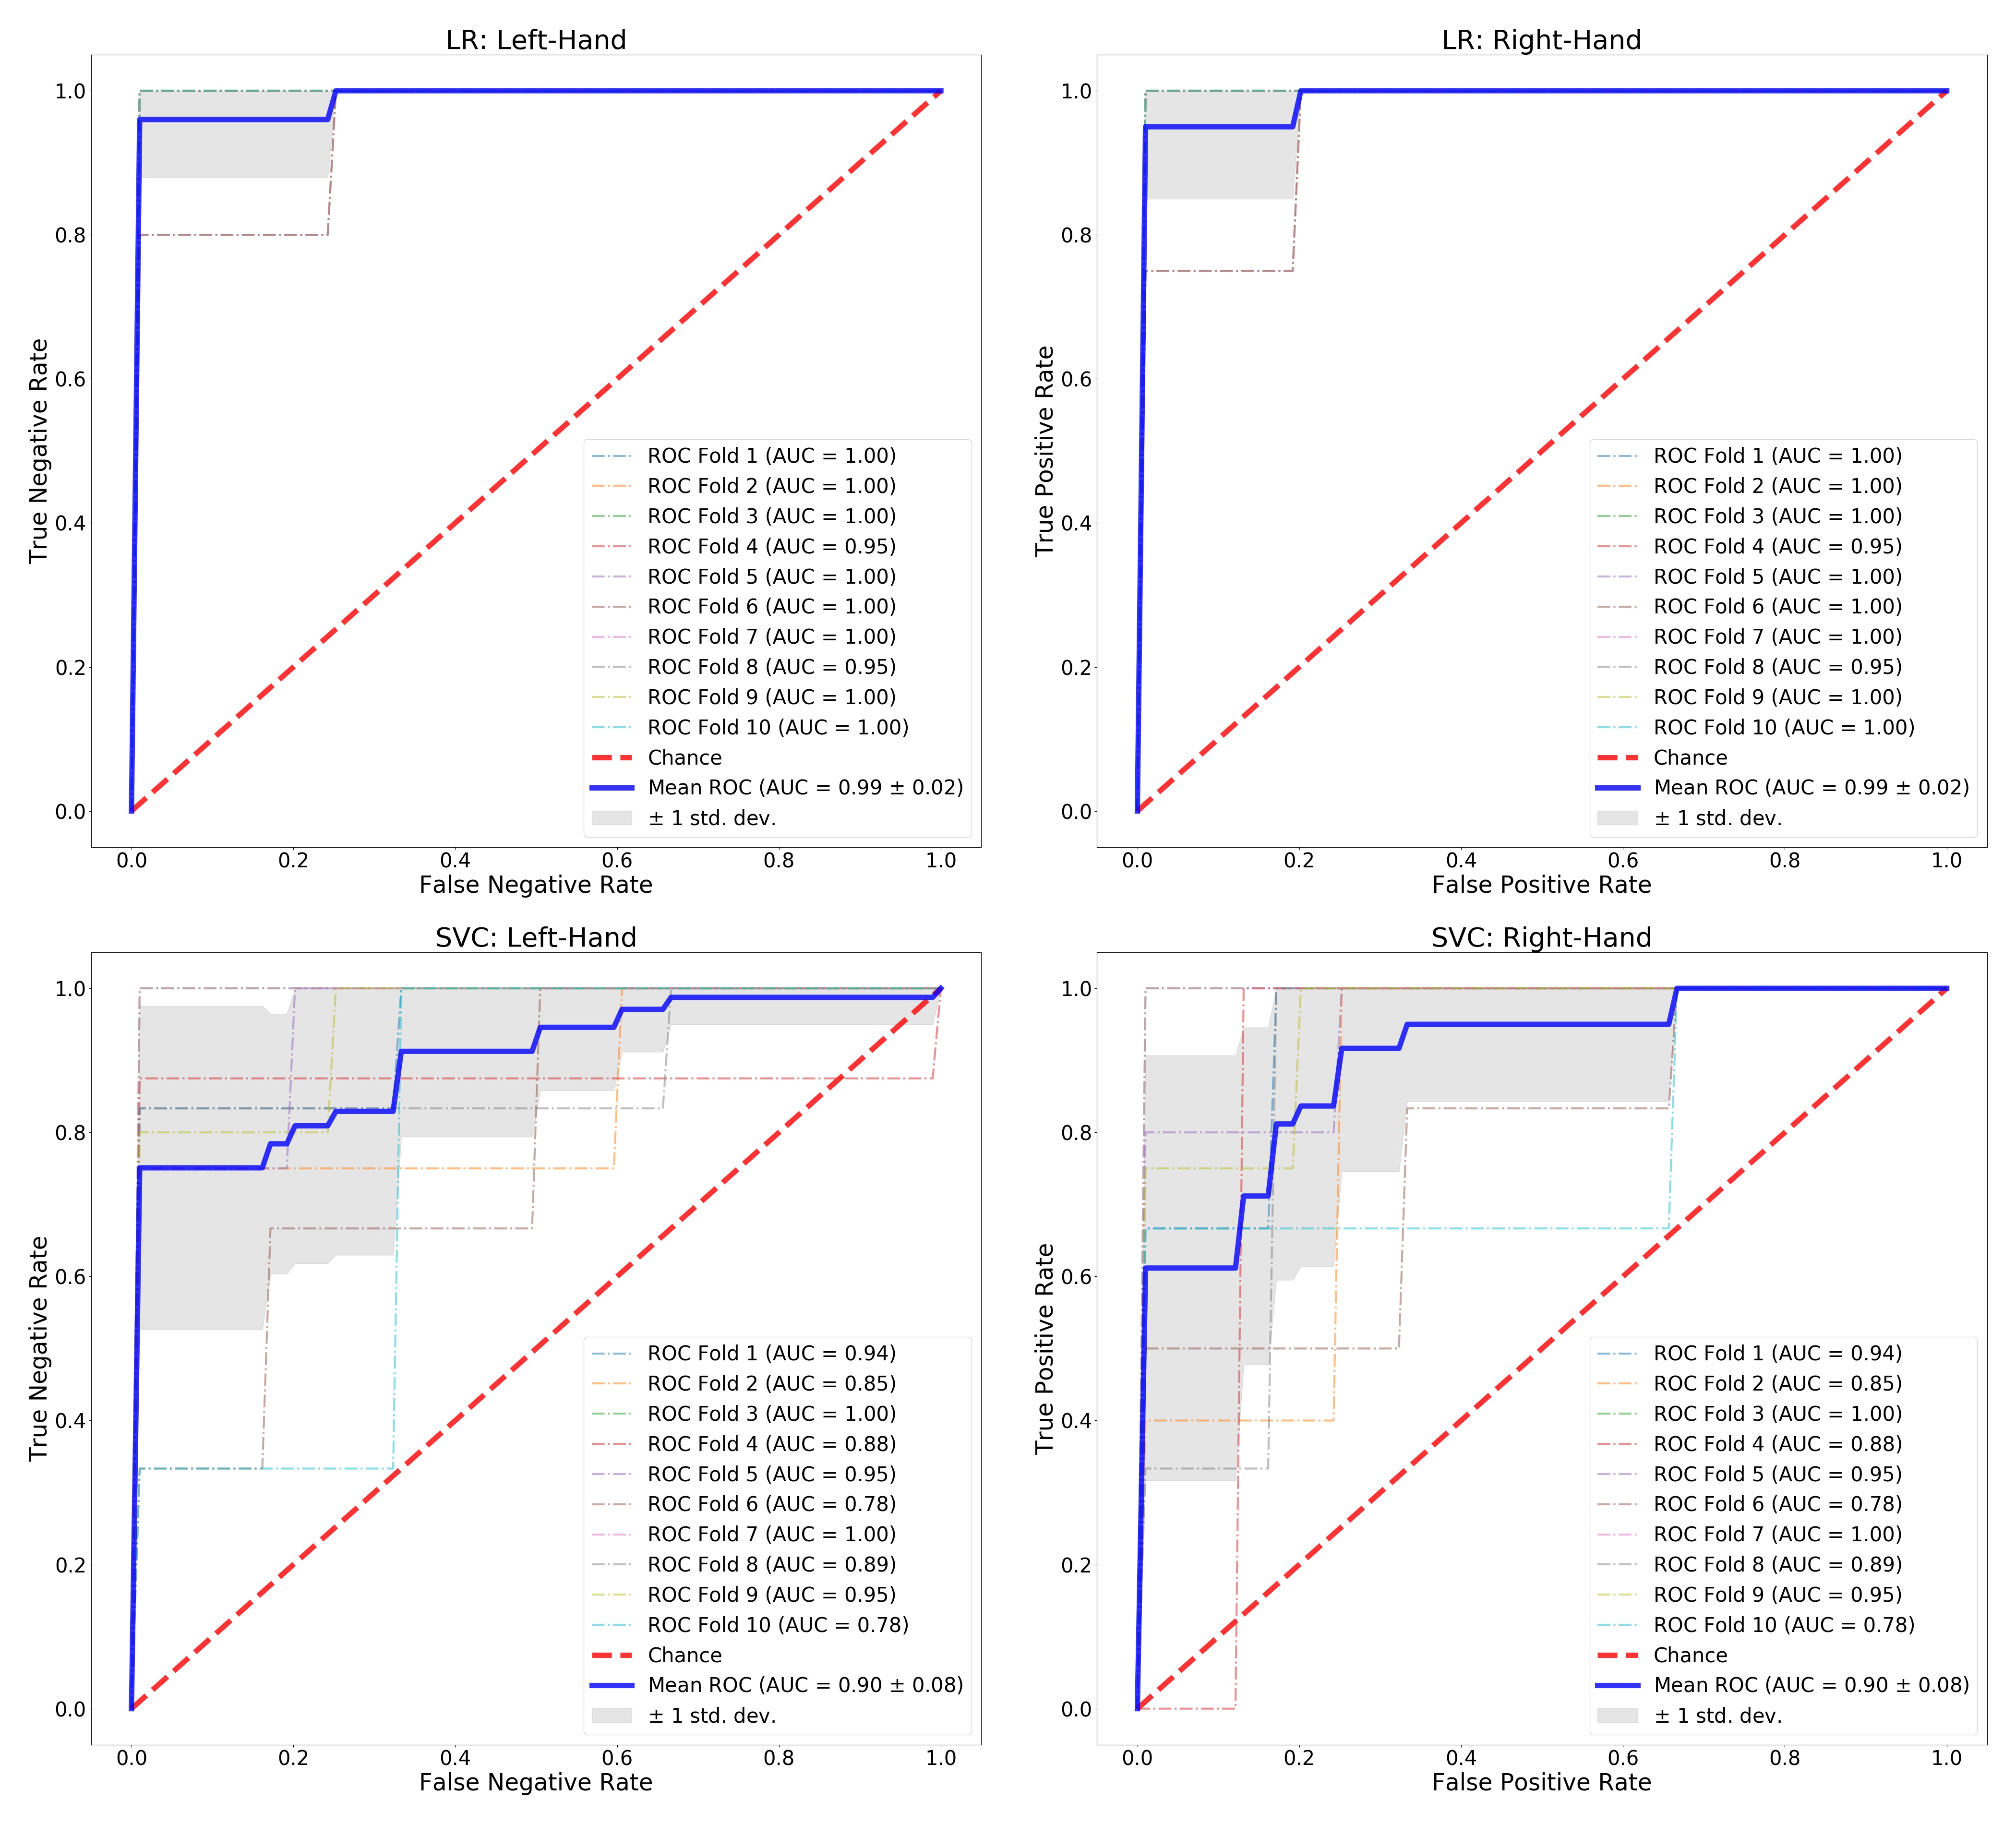 LR: Left-Hand
1.0
0.8
0.6
0.4
0.2
0.0
True Negative Rate
ROC Fold 1 (AUC = 1.00)
ROC Fold 2 (AUC = 1.00)
ROC Fold 3 (AUC = 1.00)
ROC Fold 4 (AUC = 0.95)
ROC Fold 5 (AUC = 1.00)
ROC Fold 6 (AUC = 1.00)
ROC Fold 7 (AUC = 1.00)
ROC Fold 8 (AUC = 0.95)
ROC Fold 9 (AUC = 1.00)
ROC Fold 10 (AUC = 1.00)
Chance
Mean ROC (AUC = 0.99 ± 0.02)
± 1 std. dev.
0.0 0.2 0.4 0.6 0.8 1.0
False Negative Rate
LR: Right-Hand
1.0
0.8
0.6
0.4
0.2
0.0
True Positive Rate
ROC Fold 1 (AUC = 1.00)
ROC Fold 2 (AUC = 1.00)
ROC Fold 3 (AUC = 1.00)
ROC Fold 4 (AUC = 0.95)
ROC Fold 5 (AUC = 1.00)
ROC Fold 6 (AUC = 1.00)
ROC Fold 7 (AUC = 1.00)
ROC Fold 8 (AUC = 0.95)
ROC Fold 9 (AUC = 1.00)
ROC Fold 10 (AUC = 1.00)
Chance
Mean ROC (AUC = 0.99 ± 0.02)
± 1 std. dev.
0.0 0.2 0.4 0.6 0.8 1.0
False Positive Rate
SVC: Left-Hand
1.0
0.8
0.6
0.4
0.2
0.0
True Negative Rate
ROC Fold 1 (AUC = 0.94)
ROC Fold 2 (AUC = 0.85)
ROC Fold 3 (AUC = 1.00)
ROC Fold 4 (AUC = 0.88)
ROC Fold 5 (AUC = 0.95)
ROC Fold 6 (AUC = 0.78)
ROC Fold 7 (AUC = 1.00)
ROC Fold 8 (AUC = 0.89)
ROC Fold 9 (AUC = 0.95)
ROC Fold 10 (AUC = 0.78)
Chance
Mean ROC (AUC = 0.90 ± 0.08)
± 1 std. dev.
0.0 0.2 0.4 0.6 0.8 1.0
False Negative Rate
SVC: Right-Hand
1.0
0.8
0.6
0.4
0.2
0.0
True Positive Rate
ROC Fold 1 (AUC = 0.94)
ROC Fold 2 (AUC = 0.85)
ROC Fold 3 (AUC = 1.00)
ROC Fold 4 (AUC = 0.88)
ROC Fold 5 (AUC = 0.95)
ROC Fold 6 (AUC = 0.78)
ROC Fold 7 (AUC = 1.00)
ROC Fold 8 (AUC = 0.89)
ROC Fold 9 (AUC = 0.95)
ROC Fold 10 (AUC = 0.78)
Chance
Mean ROC (AUC = 0.90 ± 0.08)
± 1 std. dev.
0.0 0.2 0.4 0.6 0.8 1.0
False Positive Rate